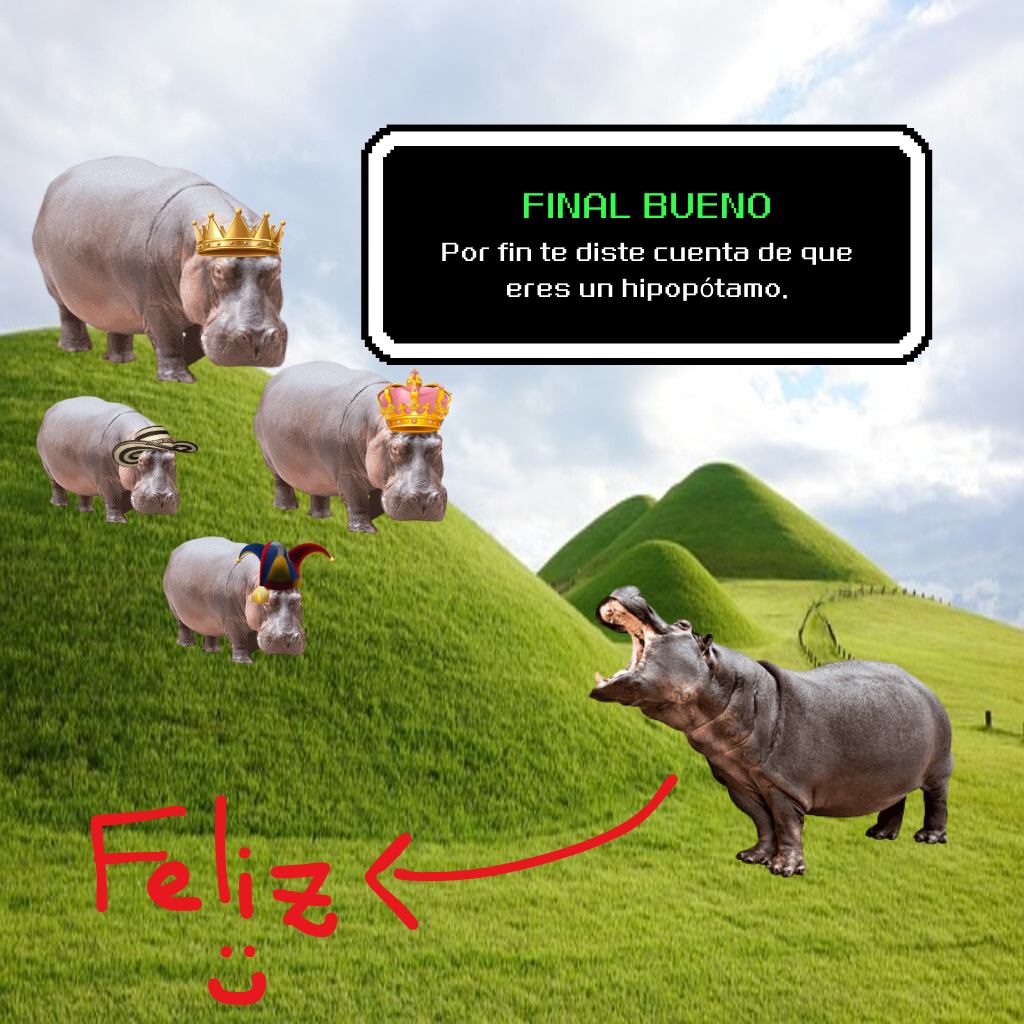 FINAL BUENO
Por fin te diste cuenta de que
eres un hipopótamo.
Feliz